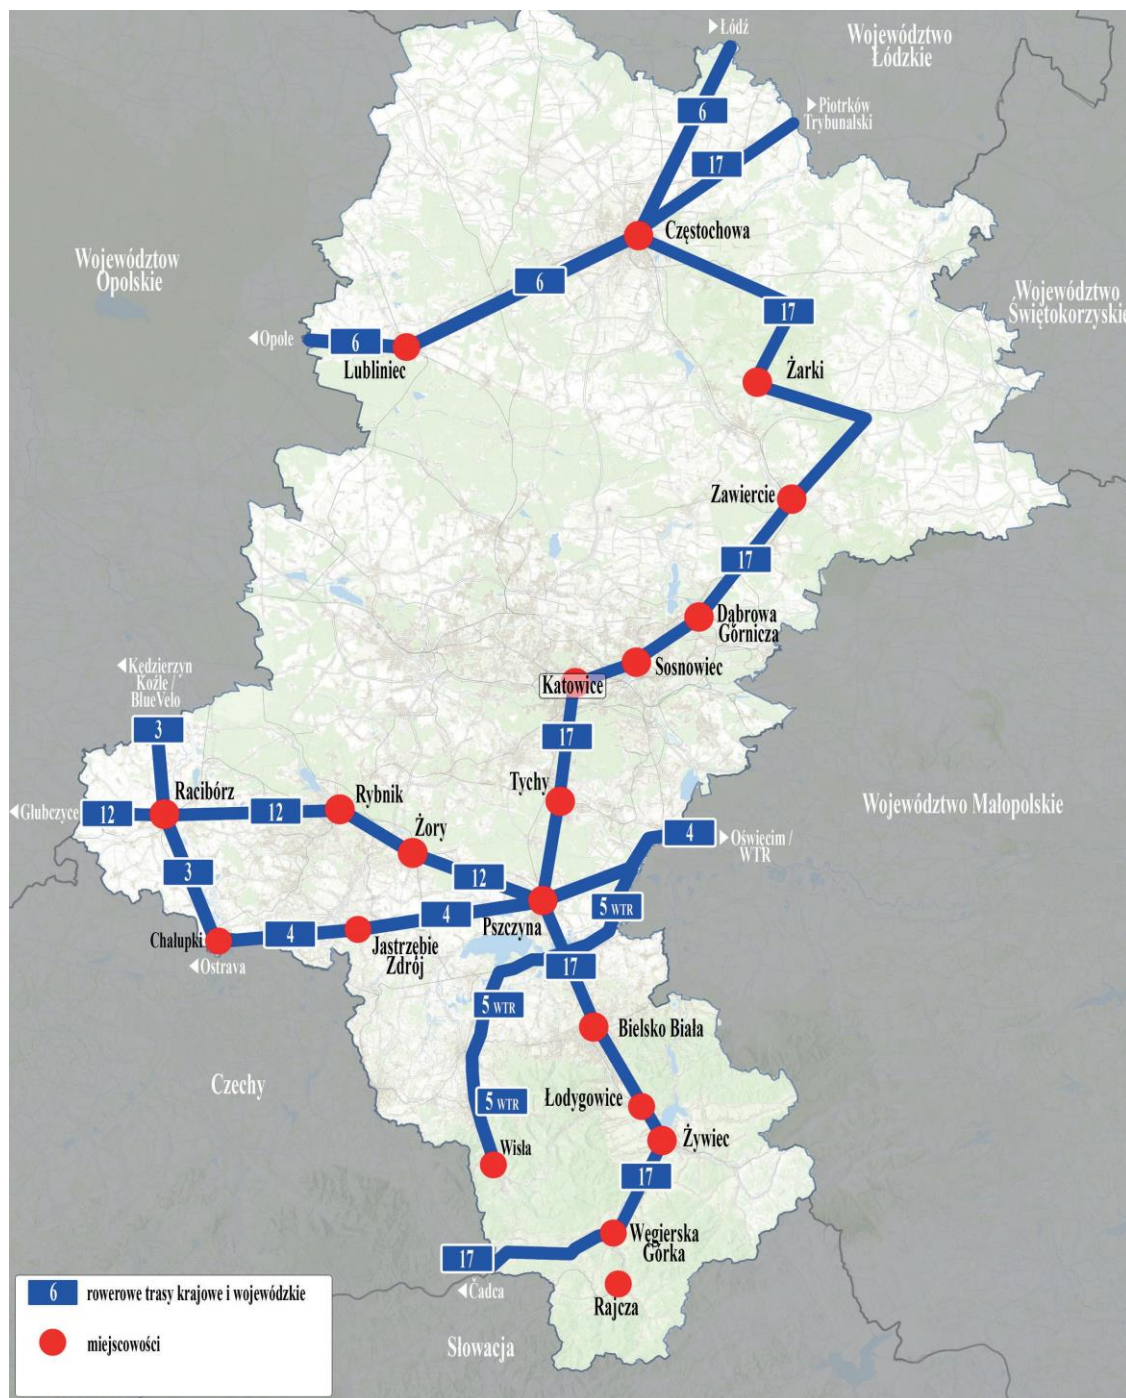 Łódź
Województwo
Łódzkie
6
Piotrków
Trybunalski
17
Częstochowa
Województow
Opolskie
6
Województwo
Świętokorzyskie
17
Opole
6
Lubliniec
Żarki
Zawiercie
17
Dąbrowa
Górnicza
Sosnowiec
Katowice
Kędzierzyn
Koźle /
BlueVelo
3
17
Racibórz
Tychy
Rybnik
Głubczyce
12
12
Województwo Małopolskie
Żory
4
Oświęcim /
WTR
3
12
5 WTR
4
4
Pszczyna
Chałupki
Jastrzębie
Zdrój
Ostrava
17
5 WTR
Bielsko Biała
Czechy
Łodygowice
5 WTR
Żywiec
Wisła
17
Węgierska
Górka
17
Čadca
Rajcza
6
rowerowe trasy krajowe i wojewódzkie
miejscowości
Słowacja